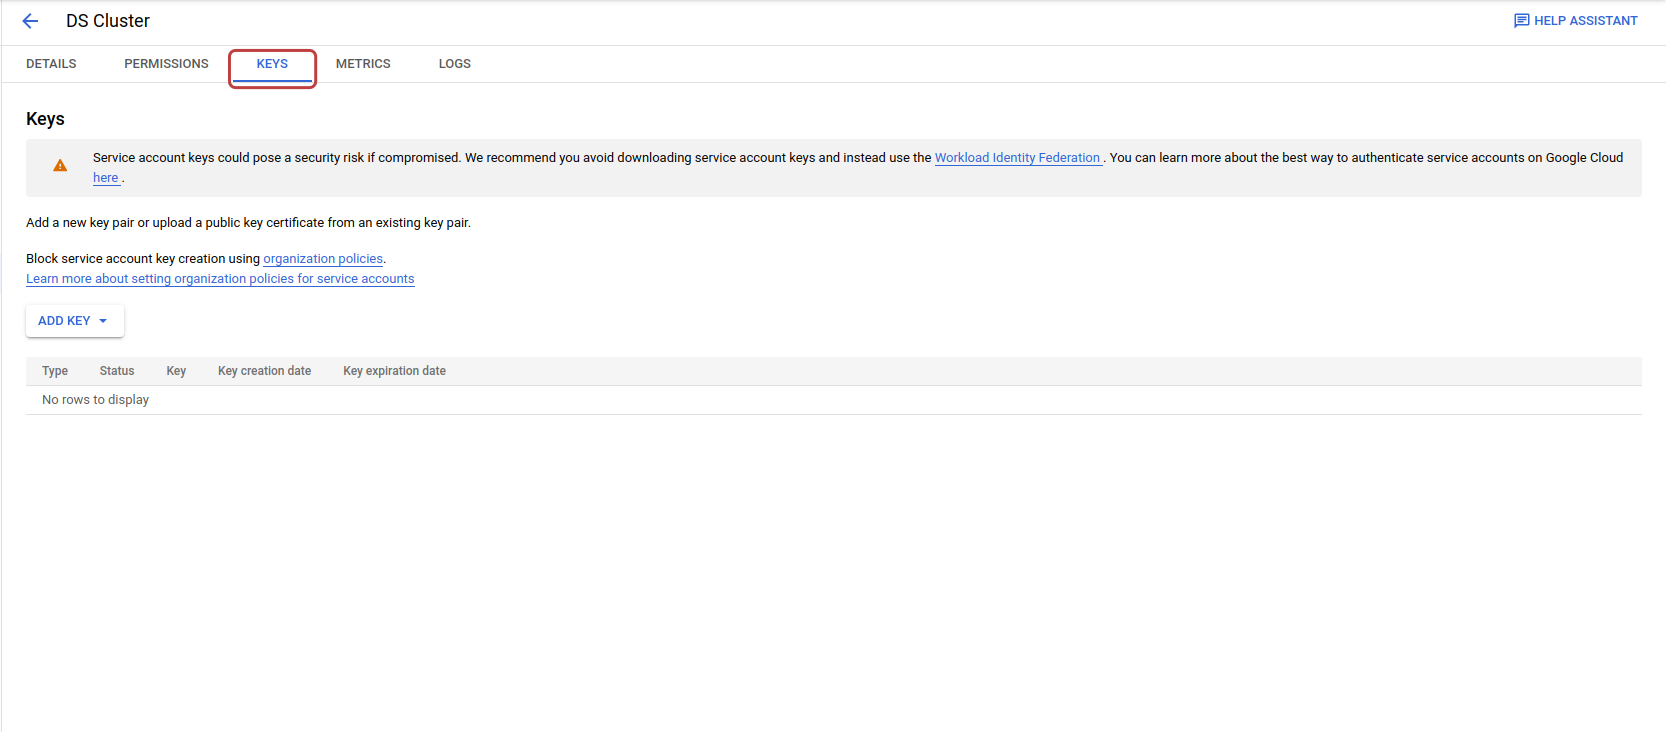 DS Cluster
HELP ASSISTANT
DETAILS PERMISSIONS KEYS METRICS LOGS
Keys
Service account keys could pose a security risk if compromised. We recommend you avoid downloading service account keys and instead use the Workload Identity Federation . You can learn more about the best way to authenticate service accounts on Google Cloud
here .
Add a new key pair or upload a public key certificate from an existing key pair.
Block service account key creation using organization policies.
Learn more about setting organization policies for service accounts
ADD KEY
Type Status Key Key creation date Key expiration date
No rows to display